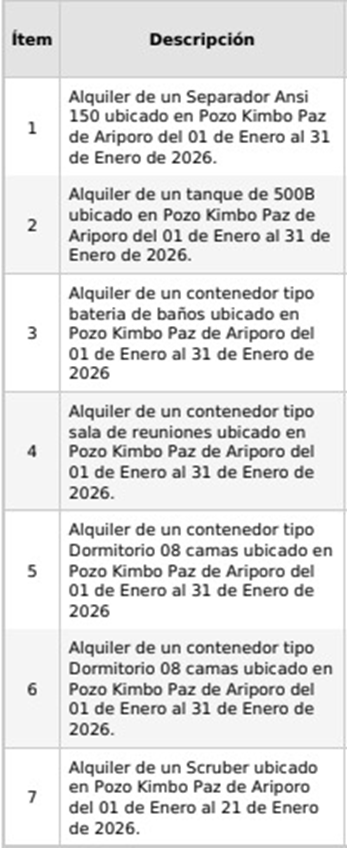 Ítem Descripción
Alquiler de un Separador Ansi
150 ubicado en Pozo Kimbo Paz
1
de Ariporo del 01 de Enero al 31
de Enero de 2026.
Alquiler de un tanque de 500B
ubicado en Pozo Kimbo Paz de
2
Ariporo del 01 de Enero al 31 de
Enero de 2026.
Alquiler de un contenedor tipo
bateria de baños ubicado en
3 Pozo Kimbo Paz de Ariporo del
01 de Enero al 31 de Enero de
2026
Alquiler de un contenedor tipo
sala de reuniones ubicado en
4 Pozo Kimbo Paz de Ariporo del
01 de Enero al 31 de Enero de
2026.
Alquiler de un contenedor tipo
Dormitorio 08 camas ubicado en
5 Pozo Kimbo Paz de Ariporo del
01 de Enero al 31 de Enero de
2026
Alquiler de un contenedor tipo
Dormitorio 08 camas ubicado en
6 Pozo Kimbo Paz de Ariporo del
01 de Enero al 31 de Enero de
2026.
Alquiler de un Scruber ubicado
en Pozo Kimbo Paz de Ariporo
7
del 01 de Enero al 21 de Enero
de 2026.